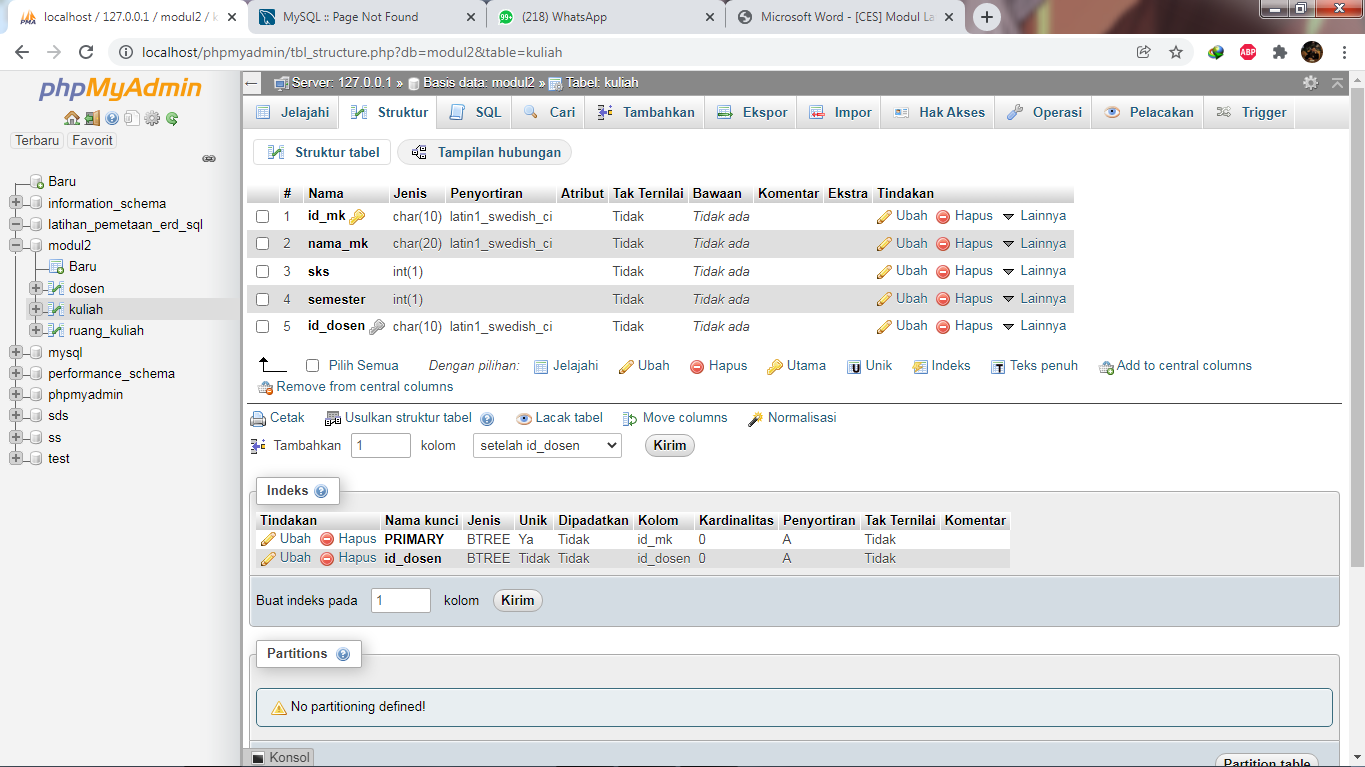 localhost / 127.0.0.1 / modul2 / k
MySQL :: Page Not Found
(218) WhatsApp
Microsoft Word - [CES] Modul La
localhost/phpmyadmin/tbl_structure.php?db=modul2&table=kuliah
ABP
phpMyAdmin
Terbaru Favorit
Baru
information_schema
latihan_pemetaan_erd_sql
modul2
Baru
dosen
kuliah
ruang_kuliah
mysql
performance_schema
phpmyadmin
sds
ss
test
Server: 127.0.0.1 » Basis data: modul2 » Tabel: kuliah
Jelajahi Struktur SQL Cari Tambahkan Ekspor Impor Hak Akses Operasi Pelacakan Trigger
Struktur tabel Tampilan hubungan
# Nama Jenis Penyortiran Atribut Tak Ternilai Bawaan Komentar Ekstra Tindakan
1 id_mk char(10) latin1_swedish_ci Tidak Tidak ada Ubah Hapus Lainnya
2 nama_mk char(20) latin1_swedish_ci Tidak Tidak ada Ubah Hapus Lainnya
3 sks int(1) Tidak Tidak ada Ubah Hapus Lainnya
4 semester int(1) Tidak Tidak ada Ubah Hapus Lainnya
5 id_dosen char(10) latin1_swedish_ci Tidak Tidak ada Ubah Hapus Lainnya
Pilih Semua Dengan pilihan: Jelajahi Ubah Hapus Utama Unik Indeks Teks penuh Add to central columns
Remove from central columns
Cetak Usulkan struktur tabel Lacak tabel Move columns Normalisasi
Tambahkan 1 kolom setelah id_dosen Kirim
Indeks
Tindakan Nama kunci Jenis Unik Dipadatkan Kolom Kardinalitas Penyortiran Tak Ternilai Komentar
Ubah Hapus PRIMARY BTREE Ya Tidak id_mk 0 A Tidak
Ubah Hapus id_dosen BTREE Tidak Tidak id_dosen 0 A Tidak
Buat indeks pada 1 kolom Kirim
Partitions
No partitioning defined!
Konsol
Partition table